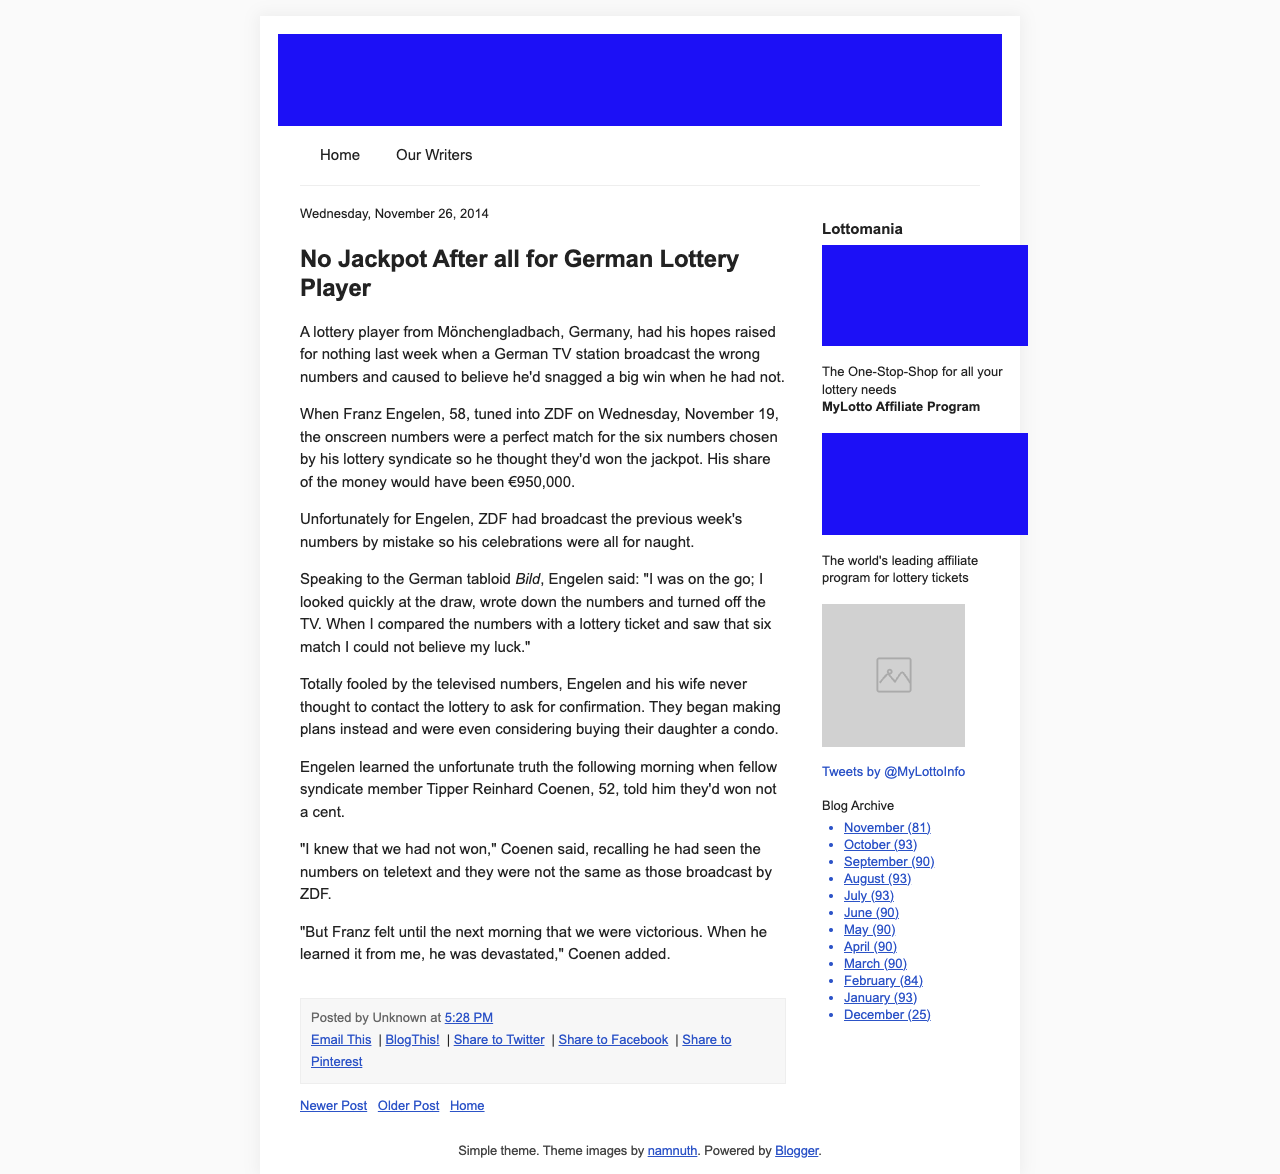 Home
Our Writers
Wednesday, November 26, 2014
No Jackpot After all for German Lottery
Player
A lottery player from Mönchengladbach, Germany, had his hopes raised
for nothing last week when a German TV station broadcast the wrong
numbers and caused to believe he'd snagged a big win when he had not.
When Franz Engelen, 58, tuned into ZDF on Wednesday, November 19,
the onscreen numbers were a perfect match for the six numbers chosen
by his lottery syndicate so he thought they'd won the jackpot. His share
of the money would have been €950,000.
Unfortunately for Engelen, ZDF had broadcast the previous week's
numbers by mistake so his celebrations were all for naught.
Speaking to the German tabloid Bild, Engelen said: "I was on the go; I
looked quickly at the draw, wrote down the numbers and turned off the
TV. When I compared the numbers with a lottery ticket and saw that six
match I could not believe my luck."
Totally fooled by the televised numbers, Engelen and his wife never
thought to contact the lottery to ask for confirmation. They began making
plans instead and were even considering buying their daughter a condo.
Engelen learned the unfortunate truth the following morning when fellow
syndicate member Tipper Reinhard Coenen, 52, told him they'd won not
a cent.
"I knew that we had not won," Coenen said, recalling he had seen the
numbers on teletext and they were not the same as those broadcast by
ZDF.
"But Franz felt until the next morning that we were victorious. When he
learned it from me, he was devastated," Coenen added.
Posted by Unknown at 5:28 PM
Email This | BlogThis! | Share to Twitter | Share to Facebook | Share to
Pinterest
Newer Post Older Post Home
Lottomania
The One-Stop-Shop for all your
lottery needs
MyLotto Affiliate Program
The world's leading affiliate
program for lottery tickets
Tweets by @MyLottoInfo
Blog Archive
November (81)
October (93)
September (90)
August (93)
July (93)
June (90)
May (90)
April (90)
March (90)
February (84)
January (93)
December (25)
Simple theme. Theme images by namnuth. Powered by Blogger.